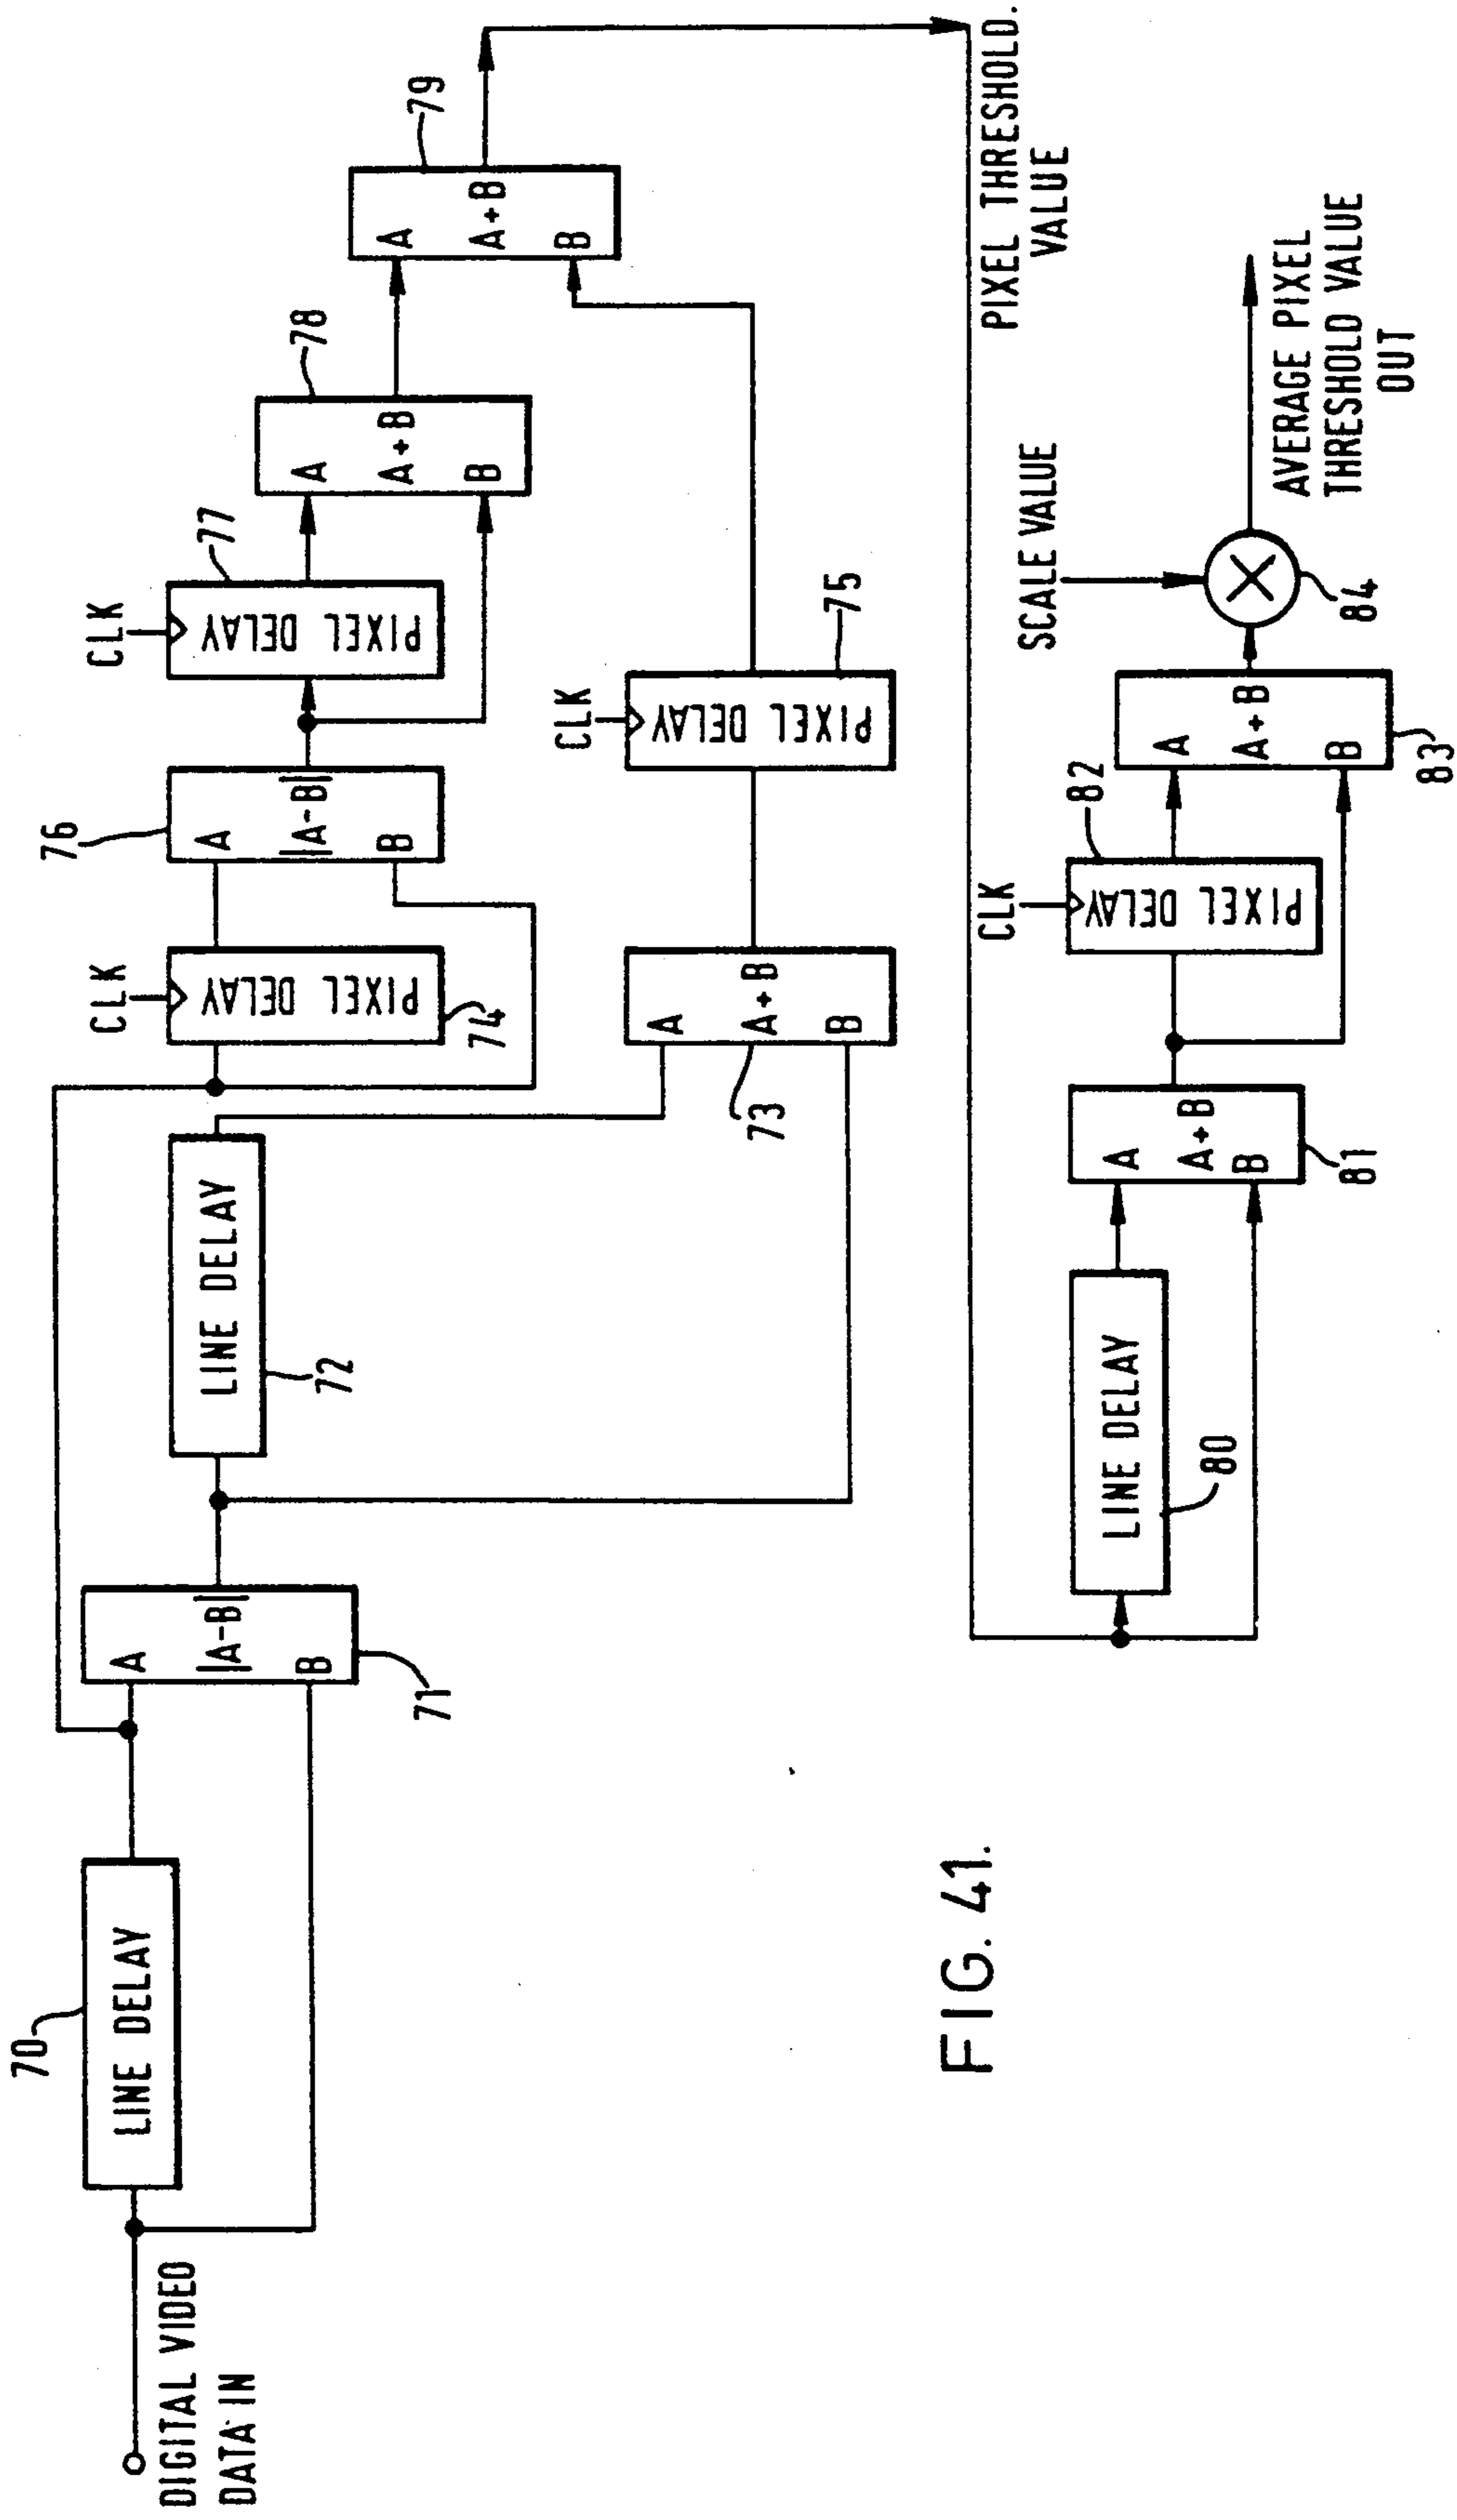 70
LINE DELAY
DIGITAL VIDEO
DATA IN
A
|A-B|
B
71
LINE DELAY
72
CLK
PIXEL DELAY
74
76
A
|A-B|
B
CLK
PIXEL DELAY
77
A
A+B
B
78
A
A+B
B
79
A
A+B
B
73
CLK
PIXEL DELAY
75
PIXEL THRESHOLD.
VALUE
LINE DELAY
80
A
A+B
B
81
CLK
PIXEL DELAY
82
A
A+B
B
83
SCALE VALUE
84
AVERAGE PIXEL
THRESHOLD VALUE
OUT
FIG. 41.